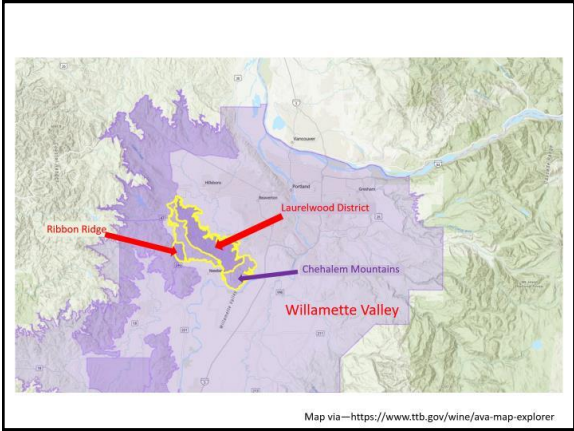 Vancouver
Hillsboro
Portland
Beaverton
Gresham
Laurelwood District
Ribbon Ridge
Chehalem Mountains
Willamette Valley
Map via—https://www.ttb.gov/wine/ava-map-explorer